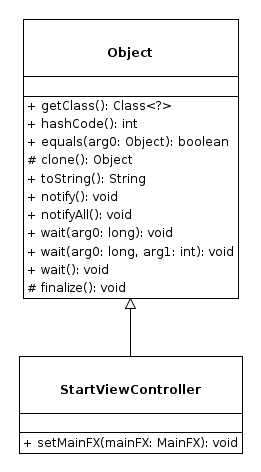 Object
+ getClass(): Class<?>
+ hashCode(): int
+ equals(arg0: Object): boolean
# clone(): Object
+ toString(): String
+ notify(): void
+ notifyAll(): void
+ wait(arg0: long): void
+ wait(arg0: long, arg1: int): void
+ wait(): void
# finalize(): void
StartViewController
+ setMainFX(mainFX: MainFX): void